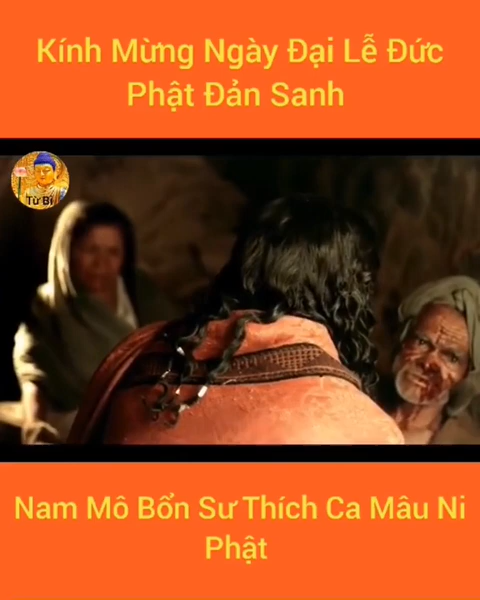 Kính Mừng Ngày Đại Lễ Đức
Phật Đản Sanh
Từ Bi
Nam Mô Bổn Sư Thích Ca Mâu Ni
Phật